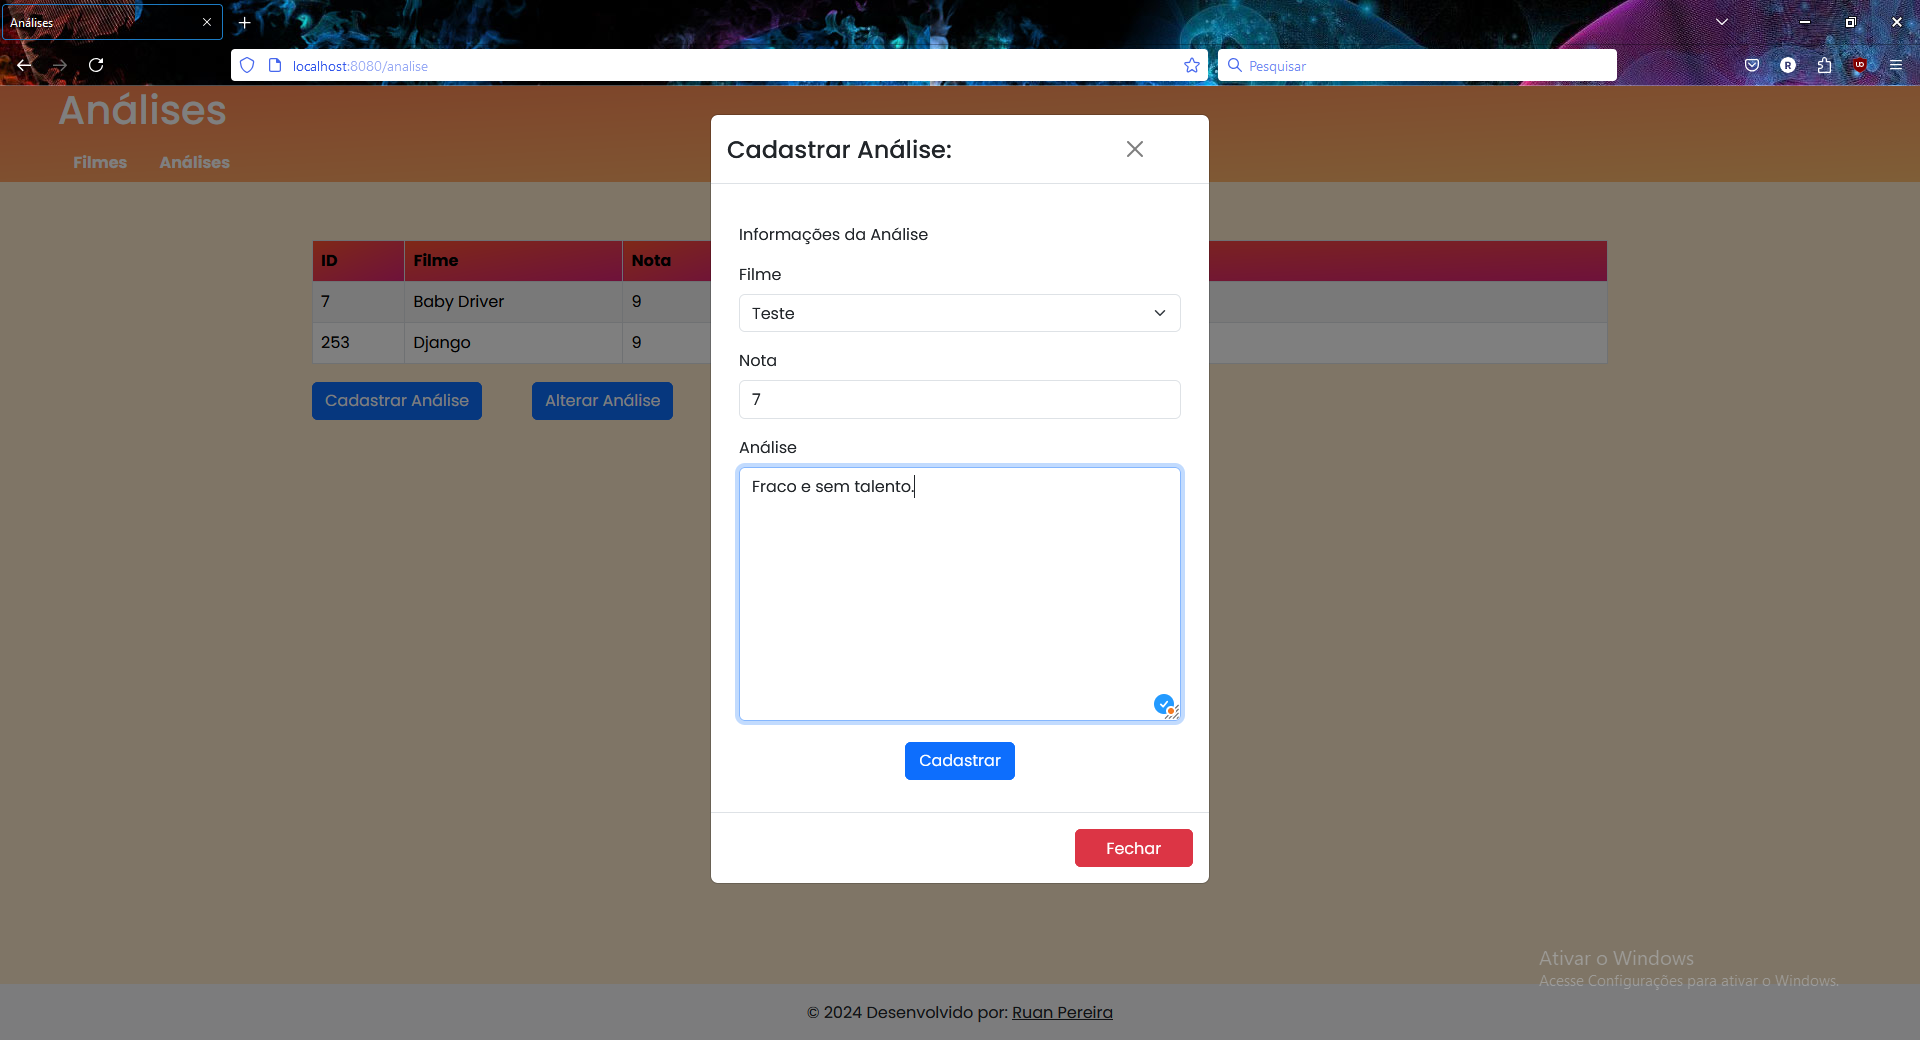 Análises
localhost:8080/analise
Pesquisar
Análises
Filmes Análises
Cadastrar Análise:
Informações da Análise
Filme
Teste
Nota
7
Análise
Fraco e sem talento.
Cadastrar
Fechar
ID Filme Nota
7 Baby Driver 9
253 Django 9
Cadastrar Análise Alterar Análise
Ativar o Windows
Acesse Configurações para ativar o Windows.
© 2024 Desenvolvido por: Ruan Pereira